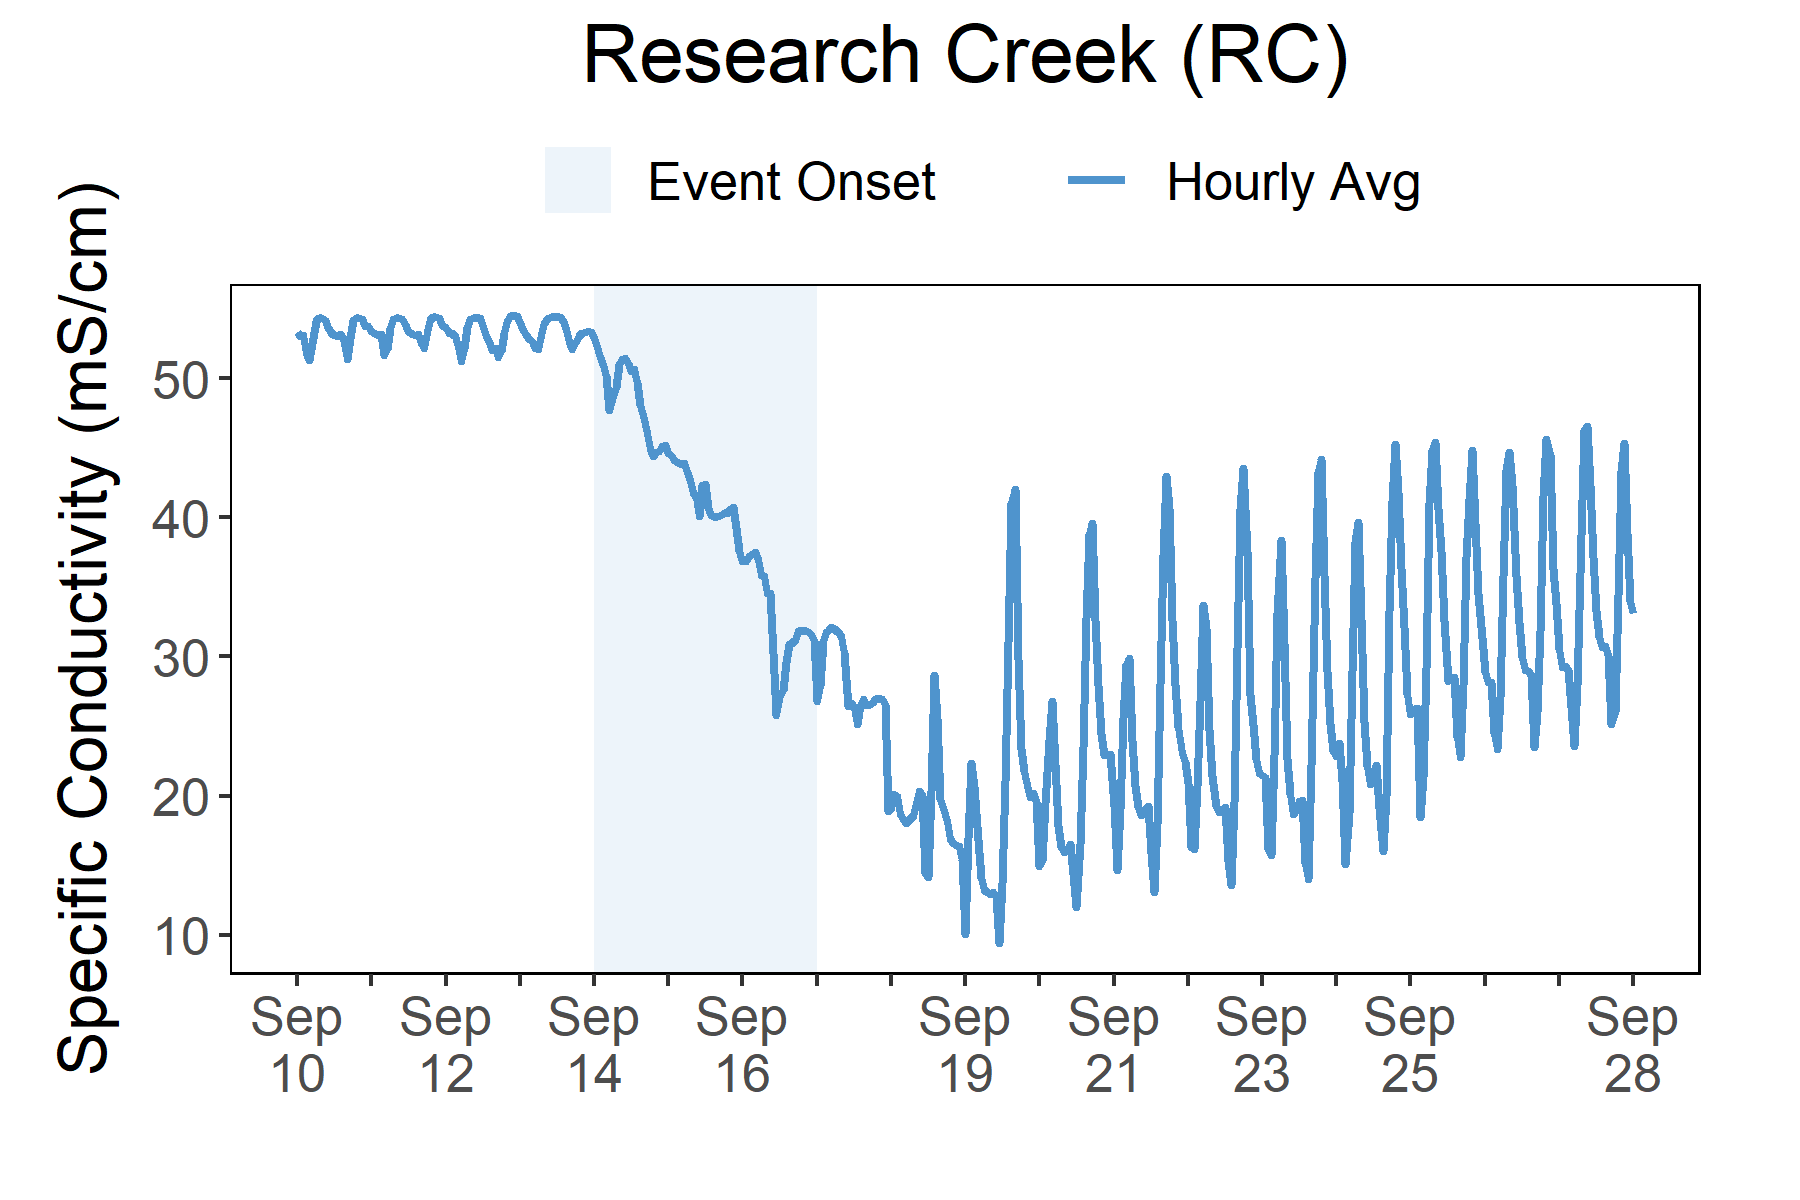 Research Creek (RC)
Event Onset
Hourly Avg
Specific Conductivity (mS/cm)
50
40
30
20
10
Sep Sep Sep Sep Sep Sep Sep Sep Sep
10 12 14 16 19 21 23 25 28